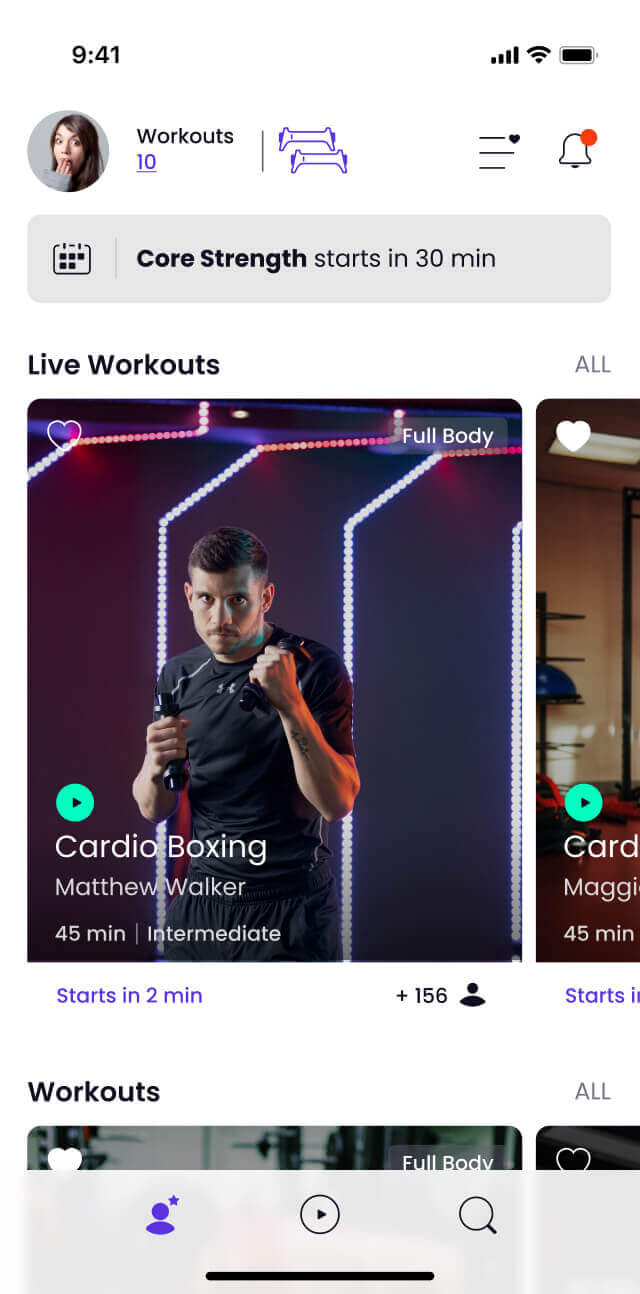 9:41
Workouts
10
Core Strength starts in 30 min
Live Workouts
ALL
Full Body
Cardio Boxing
Matthew Walker
45 min | Intermediate
Starts in 2 min
+ 156
Card
Maggi
45 min
Starts i
Workouts
ALL
Full Body